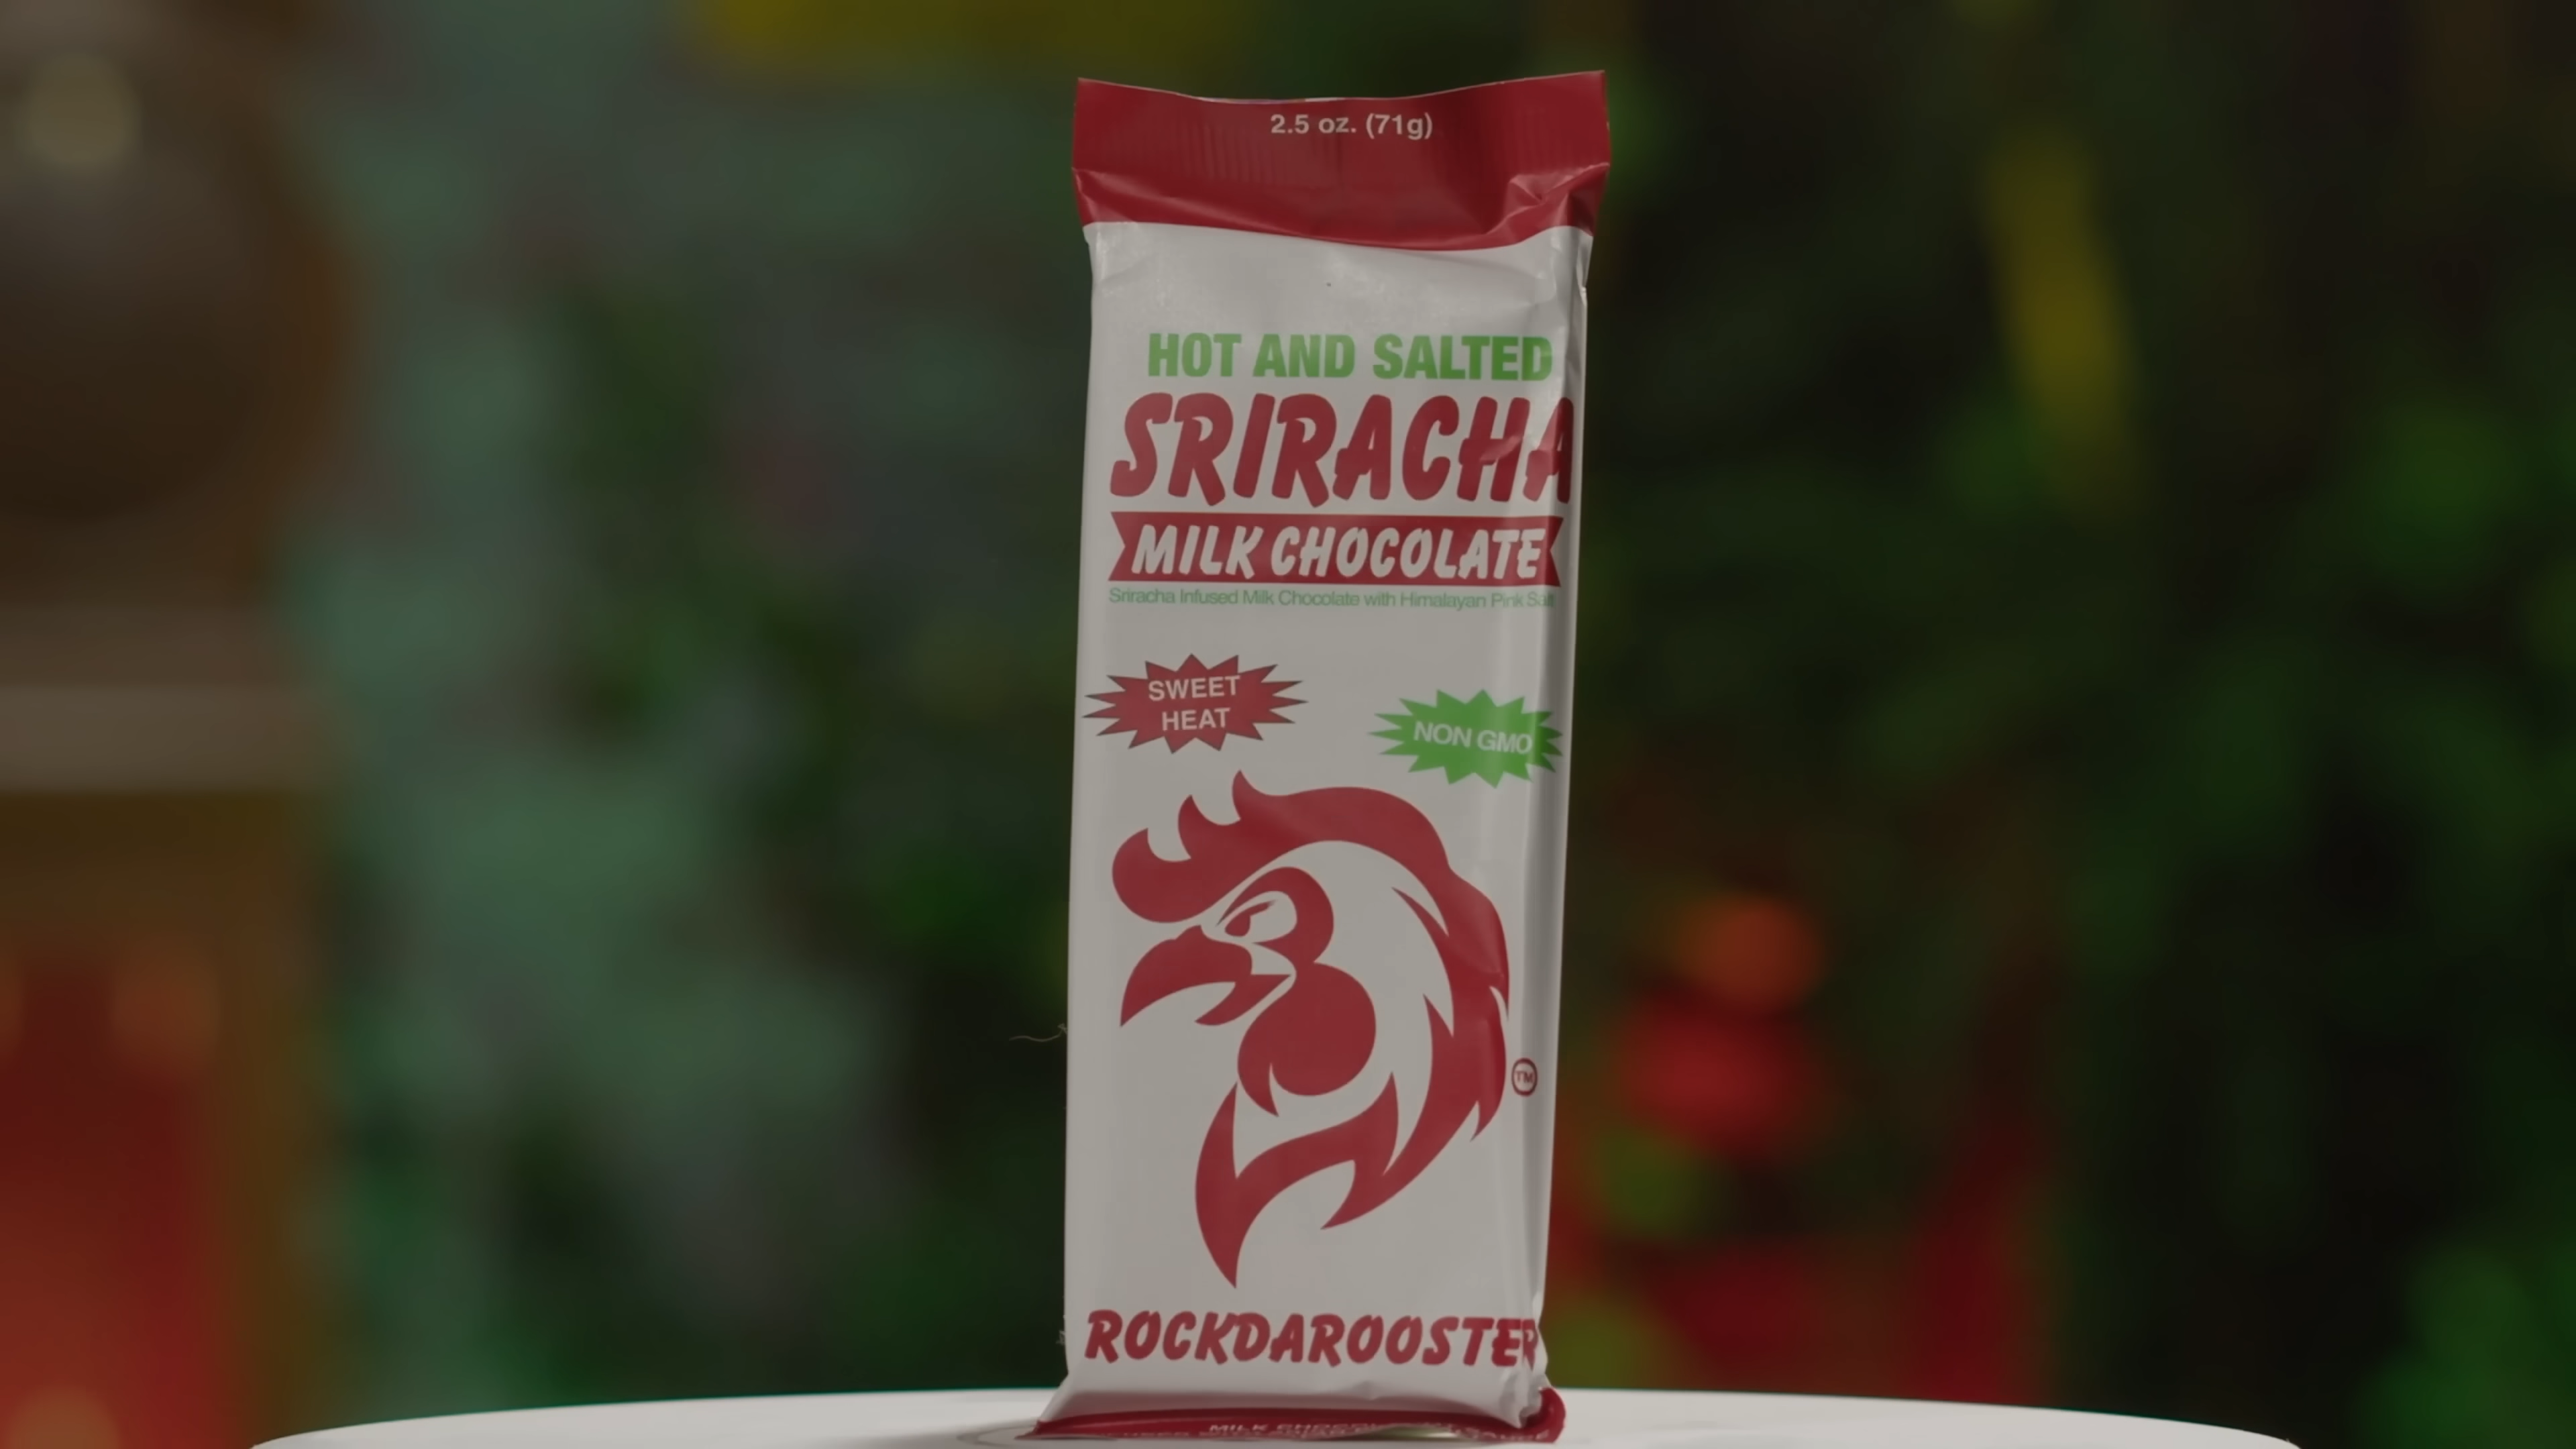 2.5 oz. (71g)
HOT AND SALTED
SRIRACHA
MILK CHOCOLATE
Sriracha Infused Milk Chocolate with Himalayan Pink Salt
SWEET
HEAT
NON GMO
TM
ROCKDAROOSTER
MILK